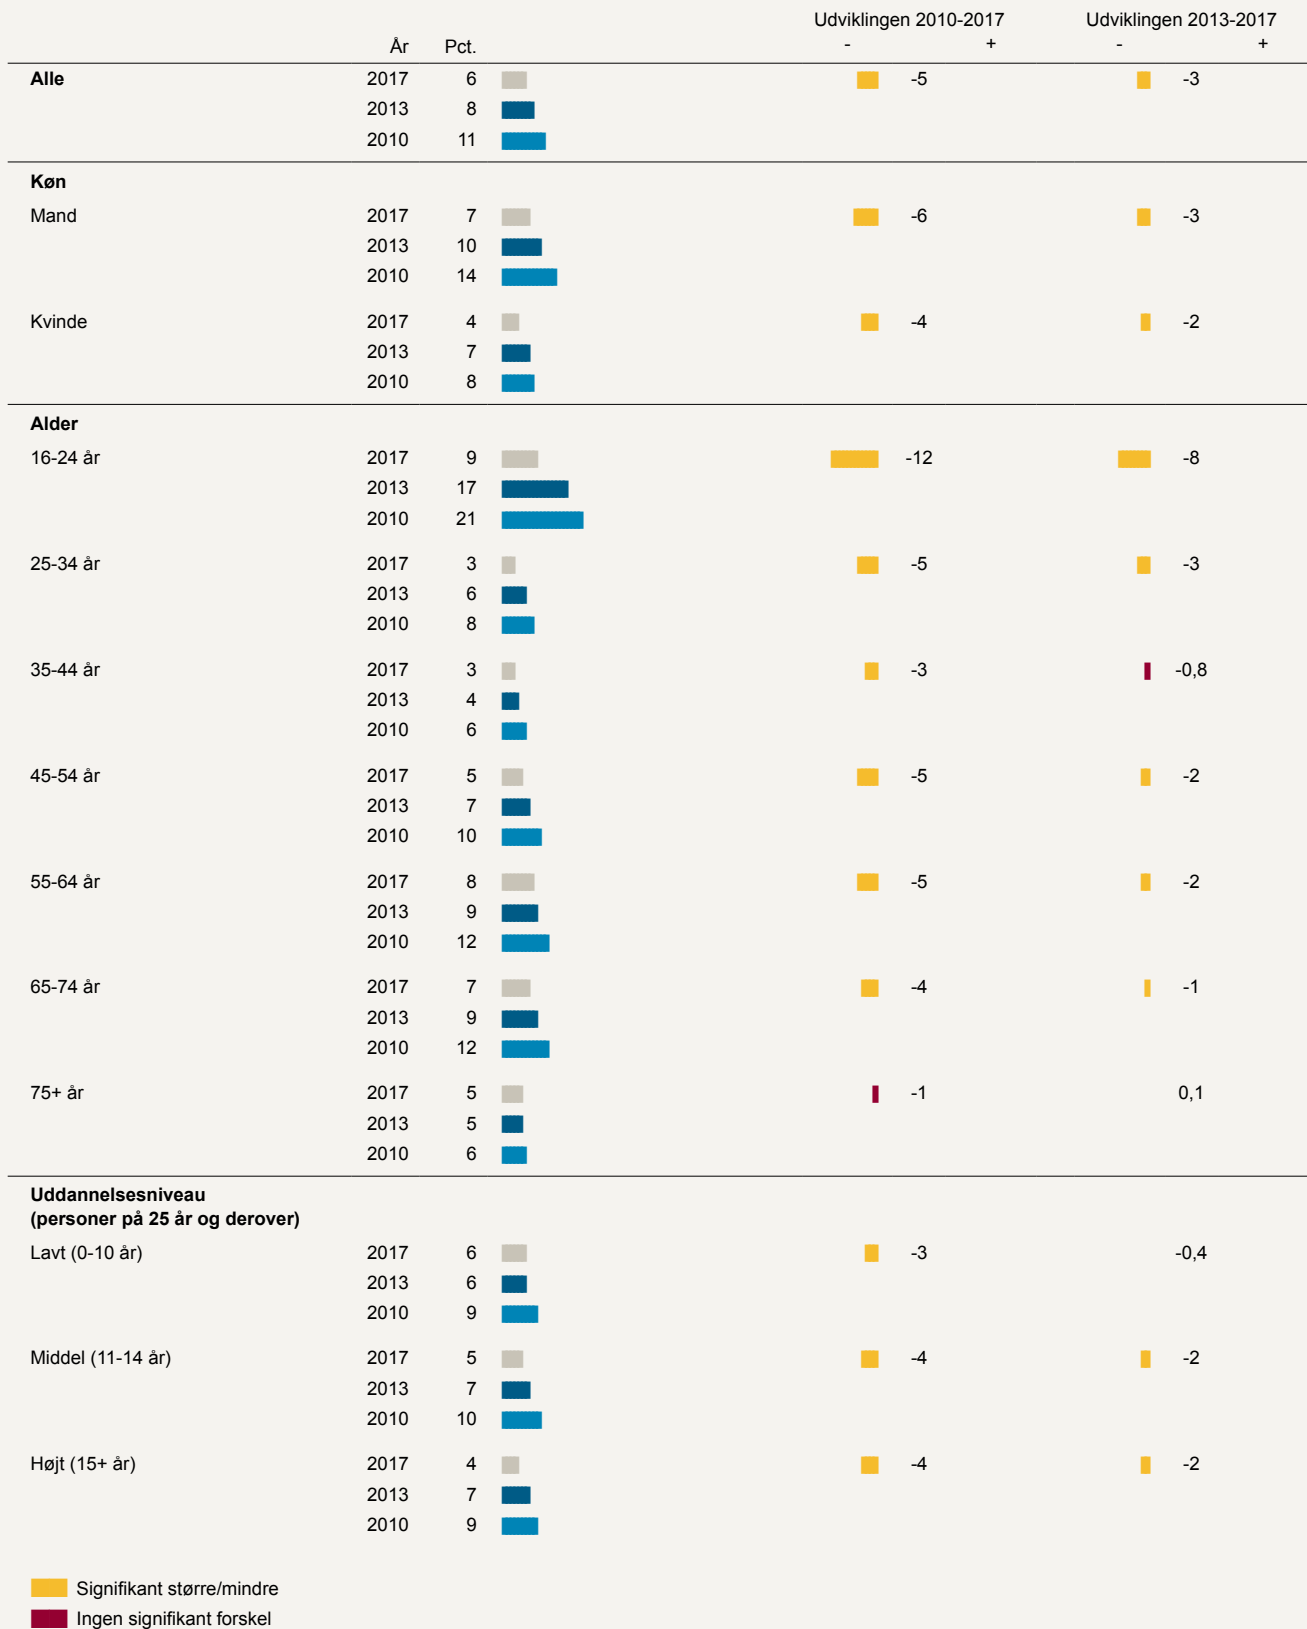 Udviklingen 2010-2017 Udviklingen 2013-2017
År Pct. - + - +
Alle 2017 6 -5 -3
2013 8
2010 11
Køn
Mand 2017 7 -6 -3
2013 10
2010 14
Kvinde 2017 4 -4 -2
2013 7
2010 8
Alder
16-24 år 2017 9 -12 -8
2013 17
2010 21
25-34 år 2017 3 -5 -3
2013 6
2010 8
35-44 år 2017 3 -3 -0,8
2013 4
2010 6
45-54 år 2017 5 -5 -2
2013 7
2010 10
55-64 år 2017 8 -5 -2
2013 9
2010 12
65-74 år 2017 7 -4 -1
2013 9
2010 12
75+ år 2017 5 -1 0,1
2013 5
2010 6
Uddannelsesniveau
(personer på 25 år og derover)
Lavt (0-10 år) 2017 6 -3 -0,4
2013 6
2010 9
Middel (11-14 år) 2017 5 -4 -2
2013 7
2010 10
Højt (15+ år) 2017 4 -4 -2
2013 7
2010 9
Signifikant større/mindre
Ingen signifikant forskel